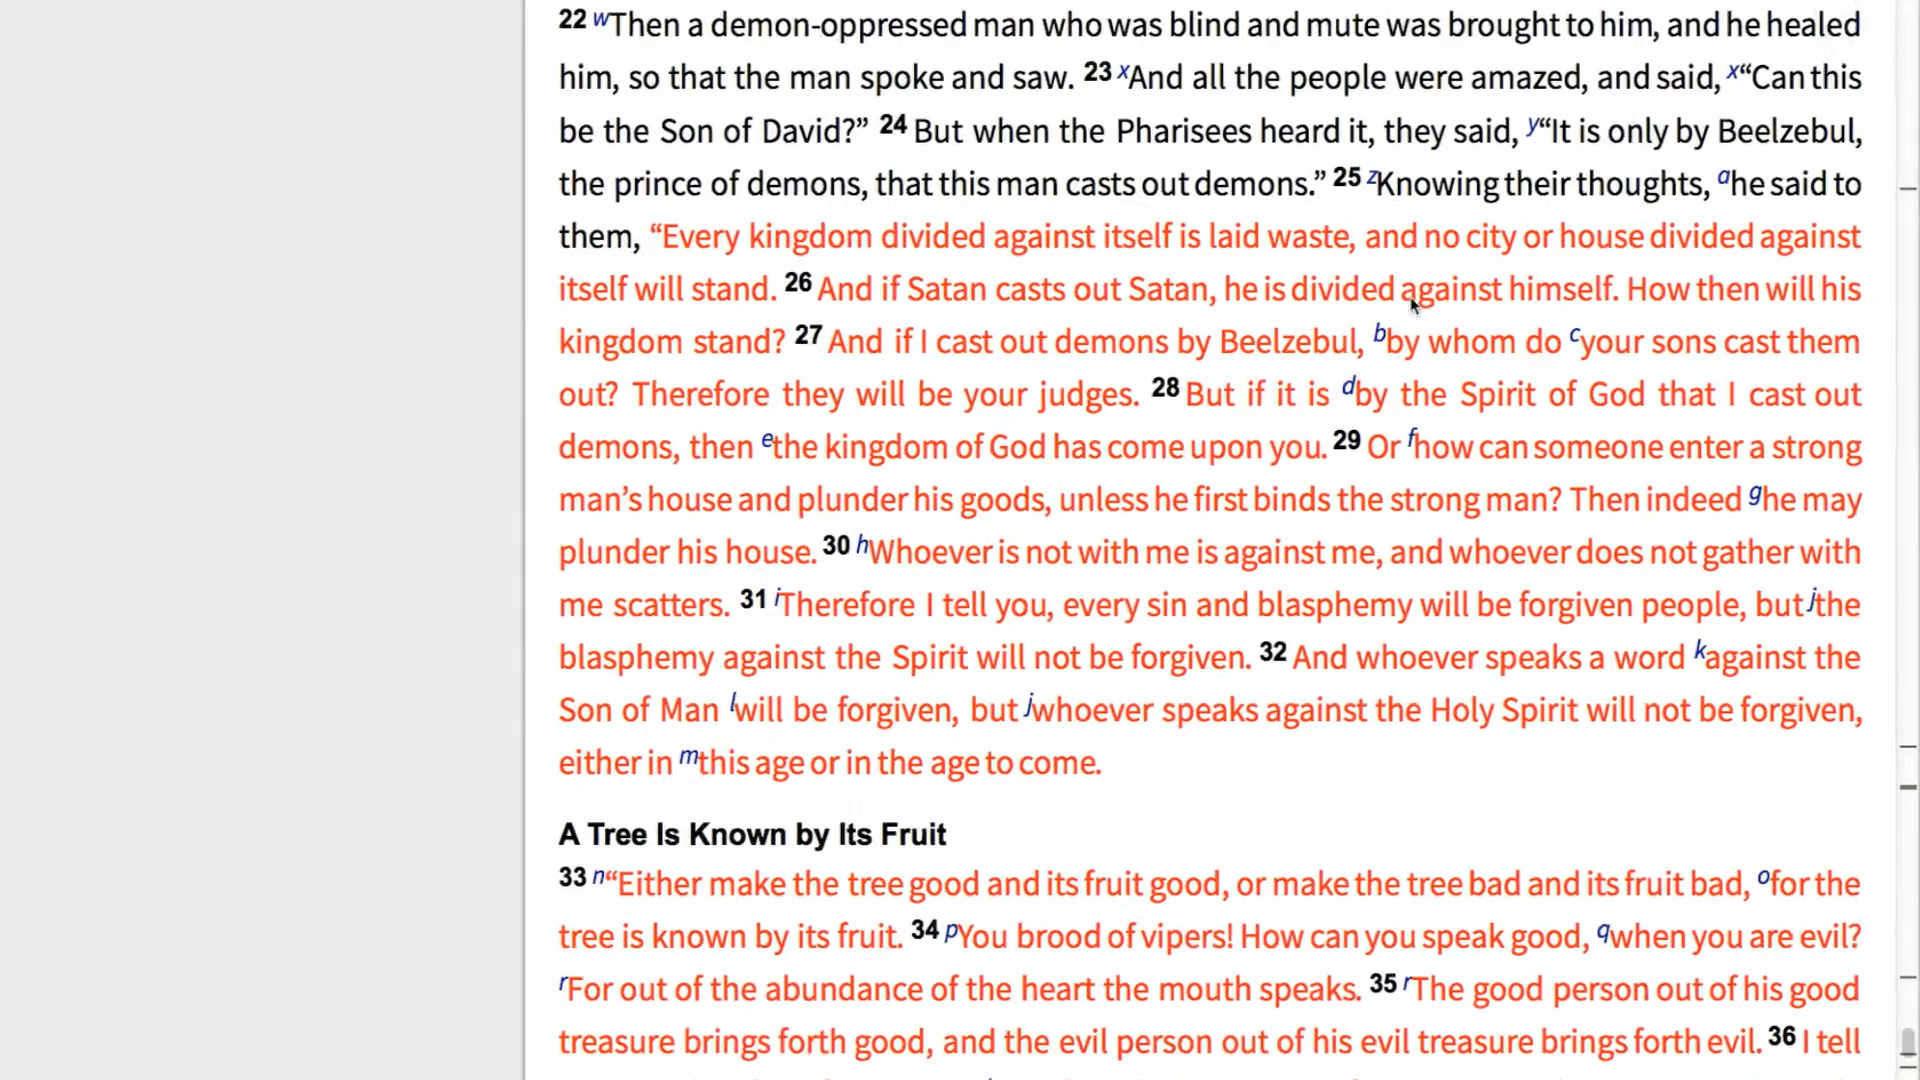 22 wThen a demon-oppressed man who was blind and mute was brought to him, and he healed
him, so that the man spoke and saw. 23 xAnd all the people were amazed, and said, x“Can this
be the Son of David?” 24 But when the Pharisees heard it, they said, y“It is only by Beelzebul,
the prince of demons, that this man casts out demons.” 25 zKnowing their thoughts, ahe said to
them, “Every kingdom divided against itself is laid waste, and no city or house divided against
itself will stand. 26 And if Satan casts out Satan, he is divided against himself. How then will his
kingdom stand? 27 And if I cast out demons by Beelzebul, bby whom do cyour sons cast them
out? Therefore they will be your judges. 28 But if it is dby the Spirit of God that I cast out
demons, then ethe kingdom of God has come upon you. 29 Or fhow can someone enter a strong
man’s house and plunder his goods, unless he first binds the strong man? Then indeed ghe may
plunder his house. 30 hWhoever is not with me is against me, and whoever does not gather with
me scatters. 31 iTherefore I tell you, every sin and blasphemy will be forgiven people, but jthe
blasphemy against the Spirit will not be forgiven. 32 And whoever speaks a word kagainst the
Son of Man lwill be forgiven, but jwhoever speaks against the Holy Spirit will not be forgiven,
either in mthis age or in the age to come.
A Tree Is Known by Its Fruit
33 n“Either make the tree good and its fruit good, or make the tree bad and its fruit bad, ofor the
tree is known by its fruit. 34 pYou brood of vipers! How can you speak good, qwhen you are evil?
rFor out of the abundance of the heart the mouth speaks. 35 rThe good person out of his good
treasure brings forth good, and the evil person out of his evil treasure brings forth evil. 36 I tell